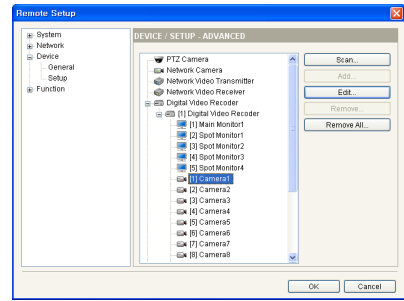 Remote Setup
System
Network
Device
General
Setup
Function
DEVICE / SETUP - ADVANCED
PTZ Camera
Network Camera
Network Video Transmitter
Network Video Receiver
Digital Video Recoder
[1] Digital Video Recoder
[1] Main Monitor1
[2] Spot Monitor1
[3] Spot Monitor2
[4] Spot Monitor3
[5] Spot Monitor4
[1] Camera1
[2] Camera2
[3] Camera3
[4] Camera4
[5] Camera5
[6] Camera6
[7] Camera7
[8] Camera8
Scan...
Add...
Edit...
Remove...
Remove All...
OK
Cancel